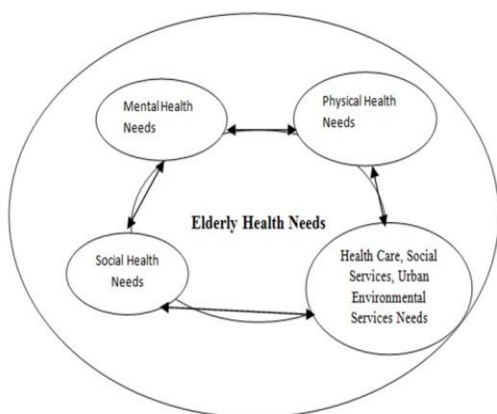 Mental Health
Needs
Physical Health
Needs
Elderly Health Needs
Social Health
Needs
Health Care, Social
Services, Urban
Environmental
Services Needs